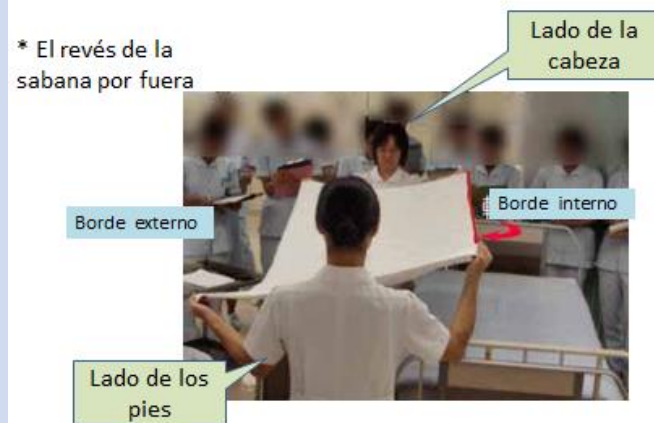 * El revés de la
sabana por fuera
Lado de la
cabeza
Borde externo
Borde interno
Lado de los
pies